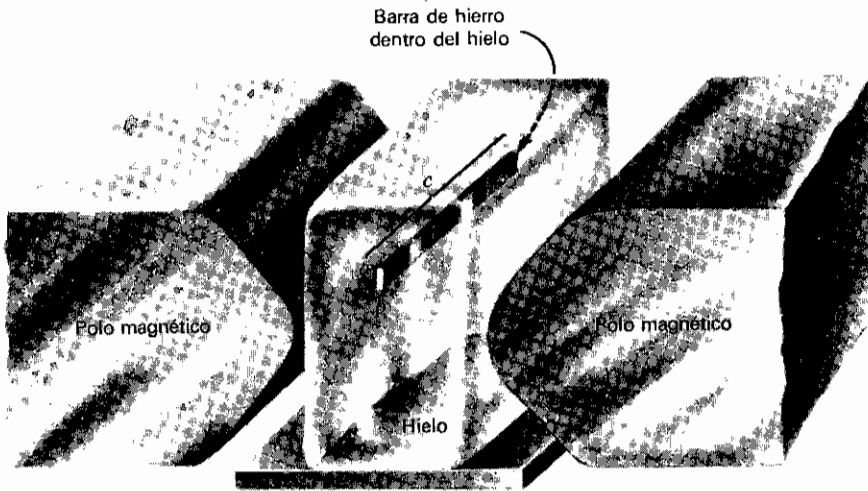 Barra de hierro
dentro del hielo
c
Polo magnético
Polo magnético
Hielo